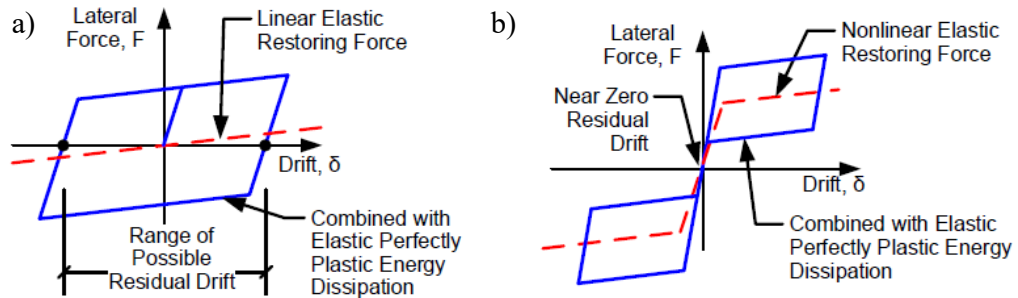 a)
Lateral
Force, F
Linear Elastic
Restoring Force
Drift, δ
Range of
Possible
Residual Drift
Combined with
Elastic Perfectly
Plastic Energy
Dissipation
b)
Lateral
Force, F
Nonlinear Elastic
Restoring Force
Near Zero
Residual
Drift
Drift, δ
Combined with Elastic
Perfectly Plastic Energy
Dissipation